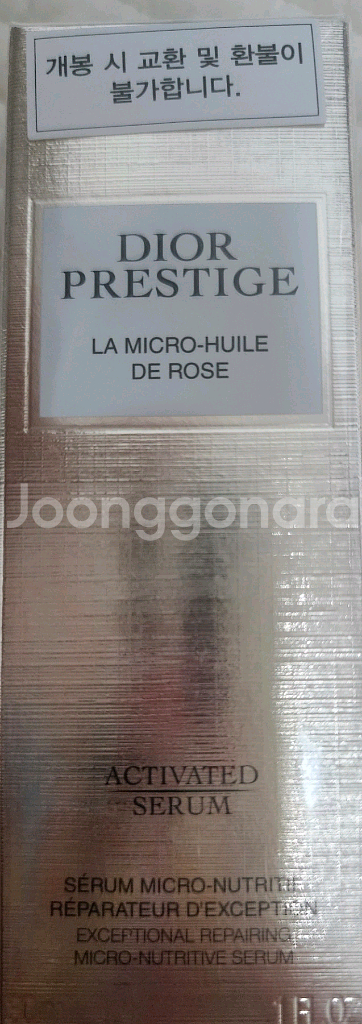 개봉 시 교환 및 환불이
불가합니다.
DIOR
PRESTIGE
LA MICRO-HUILE
DE ROSE
Joonggonara
ACTIVATED
SERUM
SÉRUM MICRO-NUTRITIF
RÉPARATEUR D'EXCEPTION
EXCEPTIONAL REPAIRING
MICRO-NUTRITIVE SERUM